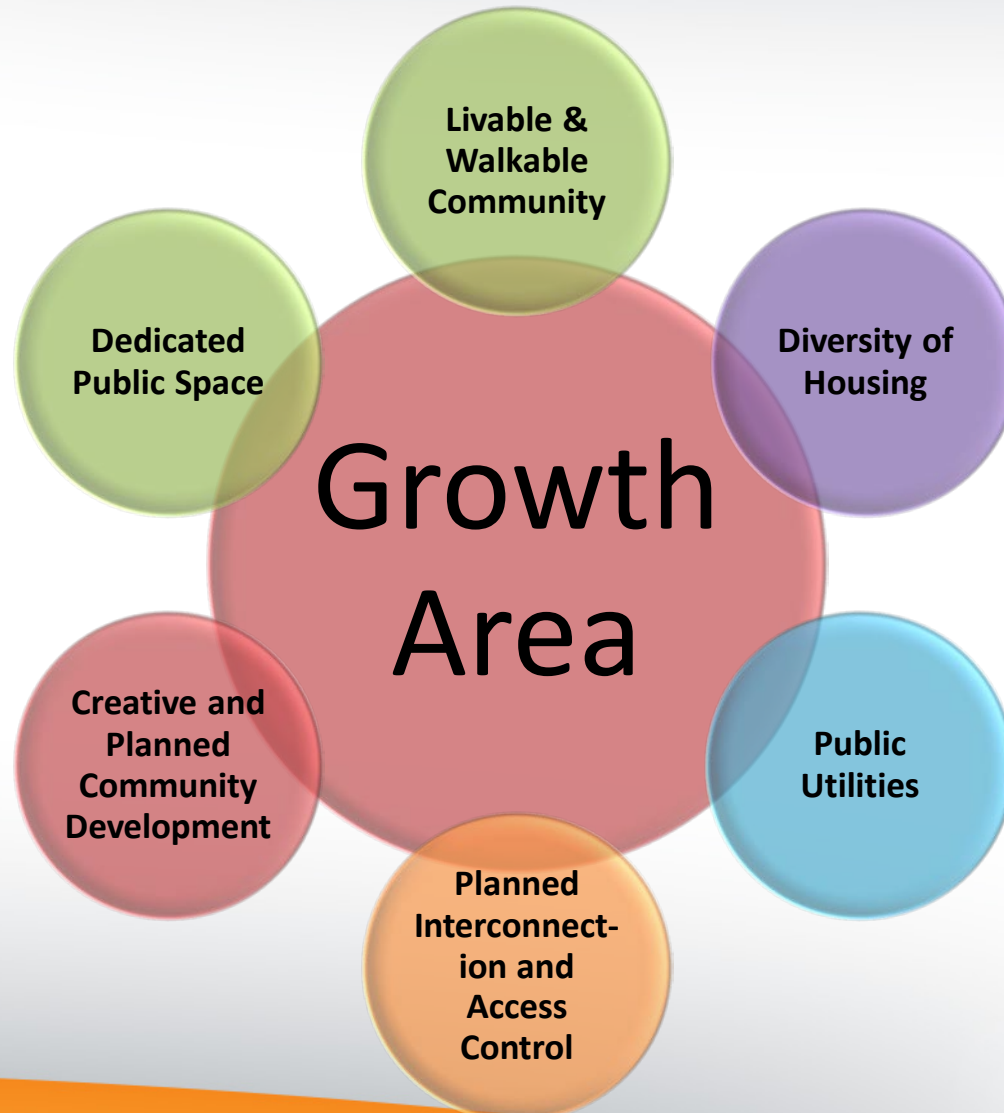 Livable &
Walkable
Community
Dedicated
Public Space
Diversity of
Housing
Growth
Area
Creative and
Planned
Community
Development
Public
Utilities
Planned
Interconnect-
ion and
Access
Control